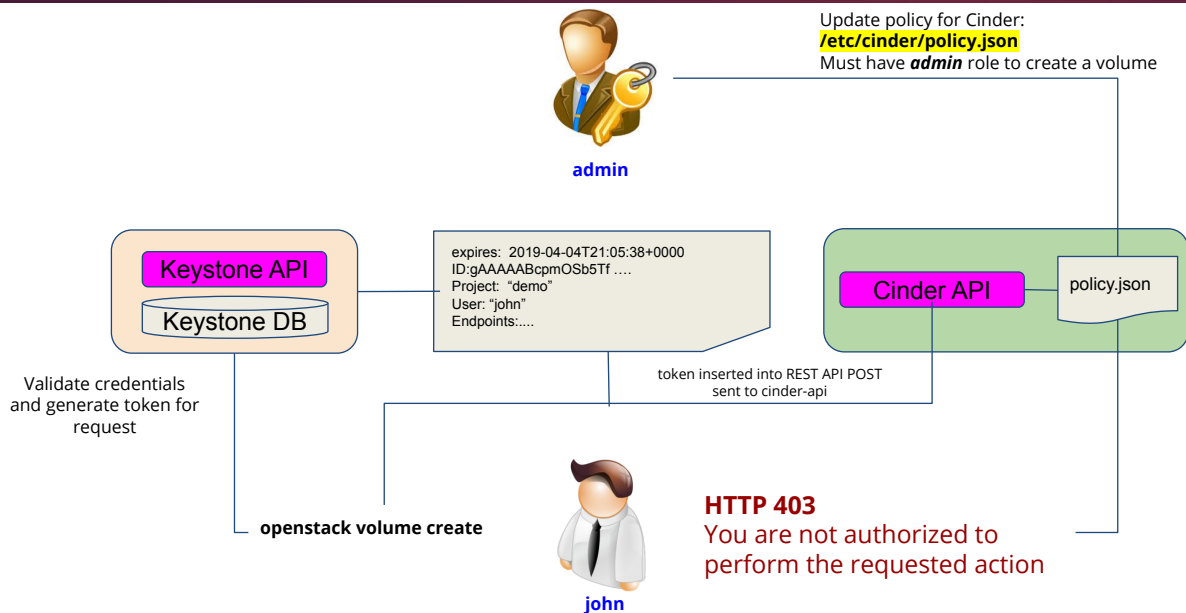 Update policy for Cinder:
/etc/cinder/policy.json
Must have admin role to create a volume
admin
Keystone API
Keystone DB
expires: 2019-04-04T21:05:38+0000
ID:gAAAAABcpmOSb5Tf ....
Project: “demo”
User: “john”
Endpoints:....
Cinder API
policy.json
Validate credentials
and generate token for
request
token inserted into REST API POST
sent to cinder-api
openstack volume create
HTTP 403
You are not authorized to
perform the requested action
john